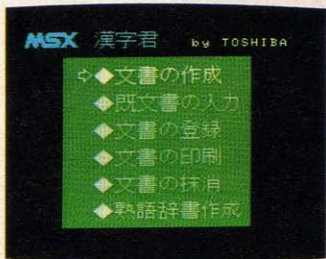 MSX 漢字君 by TOSHIBA
⇨◆文書の作成
◆既文書の入力
◆文書の登録
◆文書の印刷
◆文書の抹消
◆熟語辞書作成